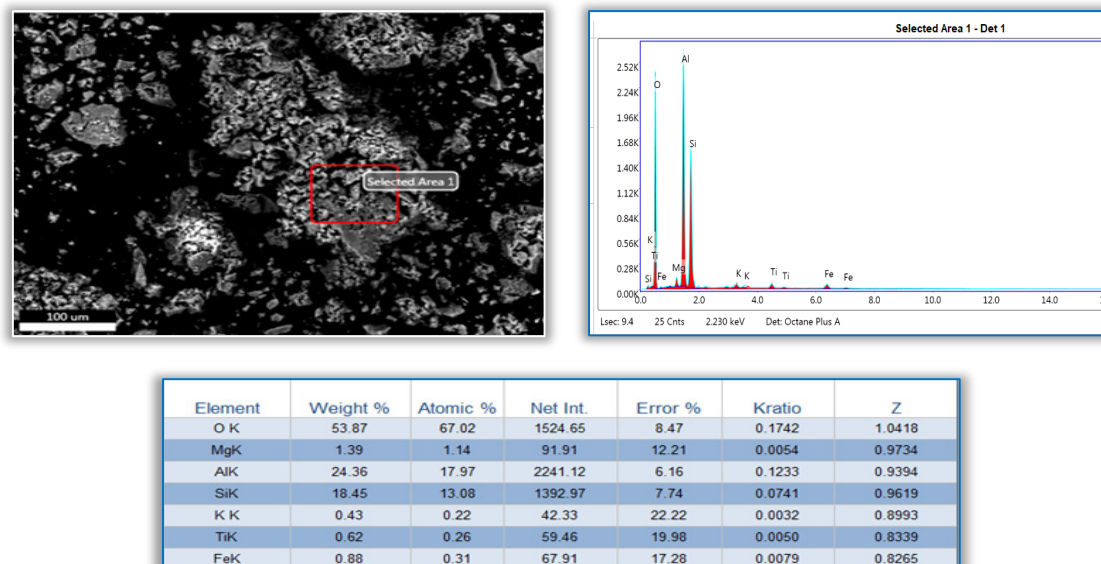 Selected Area 1
100 um
Selected Area 1 - Det 1
2.52K
2.24K
1.96K
1.68K
1.40K
1.12K
0.84K
0.56K
0.28K
0.00K
O
Al
Si
K
Ti
Si
Fe
Mg
K
K
Ti
Ti
Fe
Fe
0.0 2.0 4.0 6.0 8.0 10.0 12.0 14.0
Lsec: 9.4 25 Cnts 2.230 keV Det: Octane Plus A
Element Weight % Atomic % Net Int. Error % Kratio Z
O K 53.87 67.02 1524.65 8.47 0.1742 1.0418
MgK 1.39 1.14 91.91 12.21 0.0054 0.9734
AlK 24.36 17.97 2241.12 6.16 0.1233 0.9394
SiK 18.45 13.08 1392.97 7.74 0.0741 0.9619
K K 0.43 0.22 42.33 22.22 0.0032 0.8993
TiK 0.62 0.26 59.46 19.98 0.0050 0.8339
FeK 0.88 0.31 67.91 17.28 0.0079 0.8265